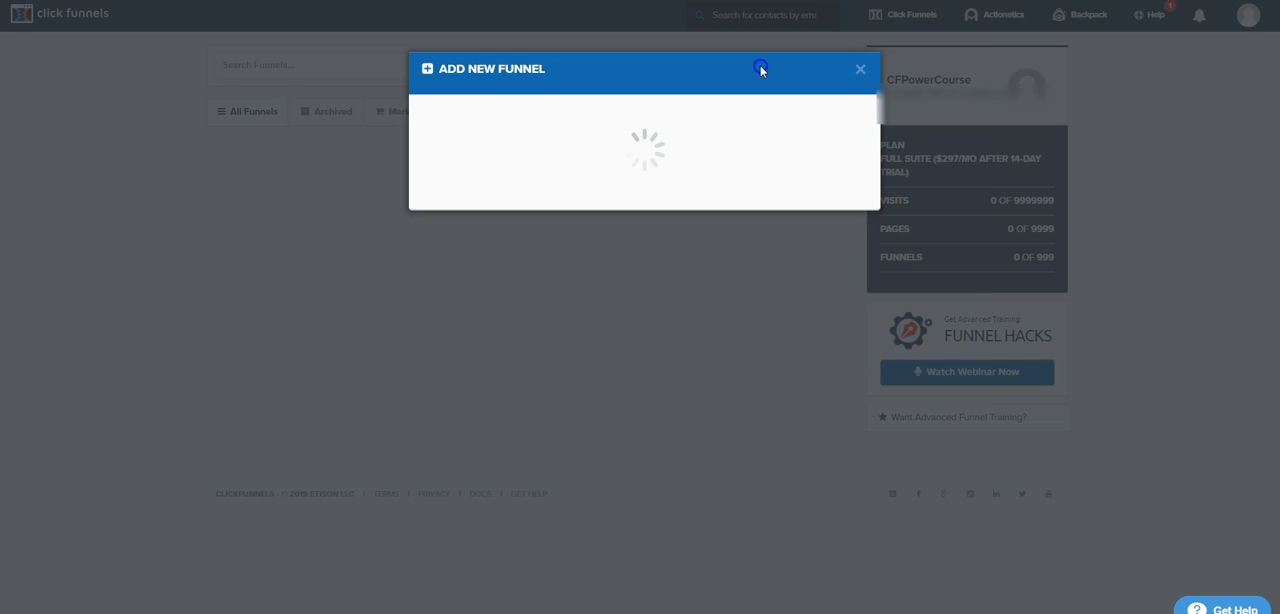 click funnels
Search for contacts by emv
Click Funnels
Actionetics
Backpack
Help
1
ADD NEW FUNNEL
×
Search Funnels...
All Funnels
Archived
CFPowerCourse
PLAN
FULL SUITE ($297/MO AFTER 14-DAY
TRIAL)
VISITS 0 OF 9999999
PAGES 0 OF 9999
FUNNELS 0 OF 999
Get Advanced Training:
FUNNEL HACKS
Watch Webinar Now
Want Advanced Funnel Training?
CLICKFUNNELS - © 2019 ETISON LLC | TERMS | PRIVACY | DOCS | GET HELP
? Get Help